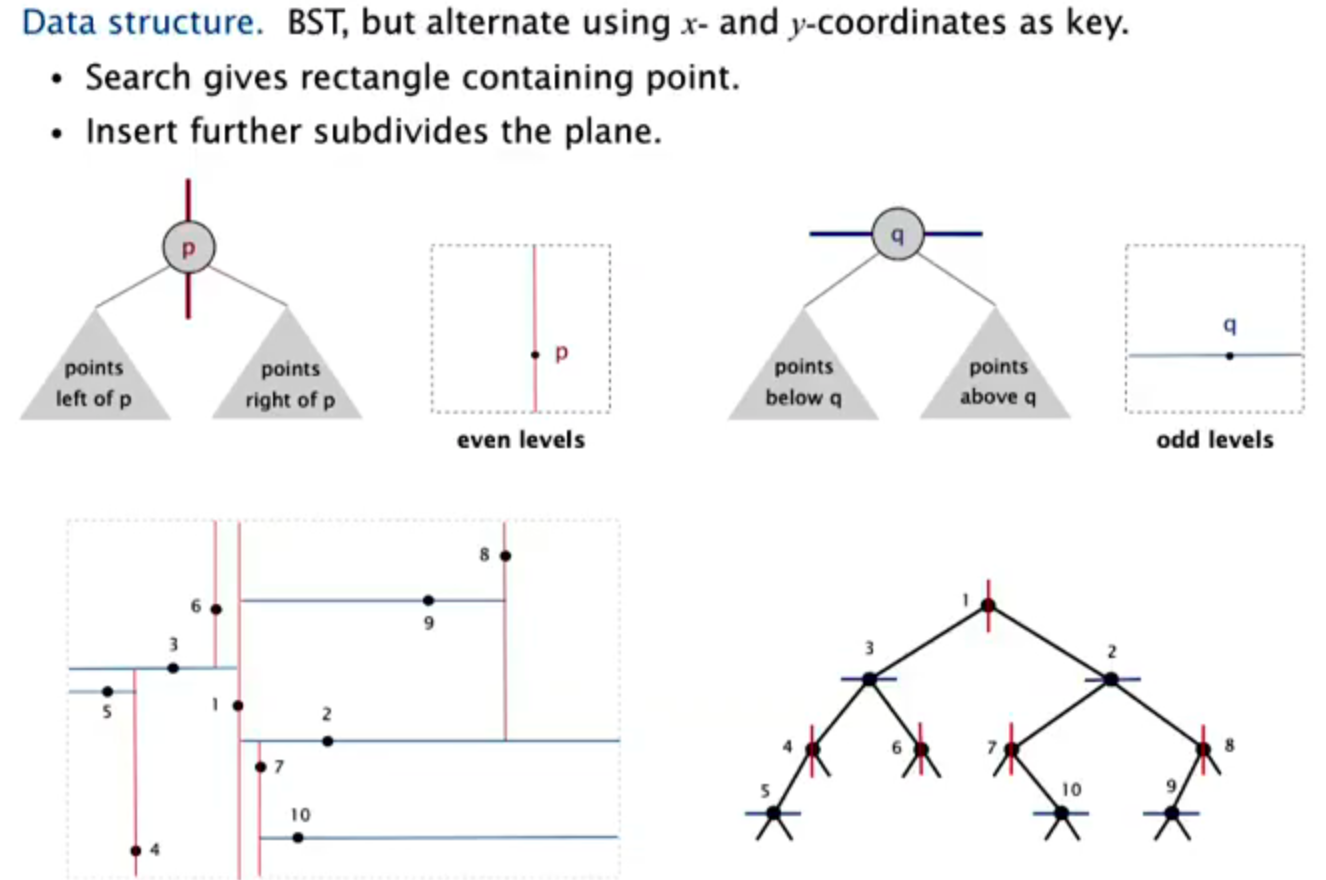 Data structure. BST, but alternate using x- and y-coordinates as key.
• Search gives rectangle containing point.
• Insert further subdivides the plane.
p
points
left of p
points
right of p
p
even levels
q
points
below q
points
above q
q
odd levels
8
6
9
3
5
1
2
7
10
4
1
3
2
4
6
7
8
5
10
9